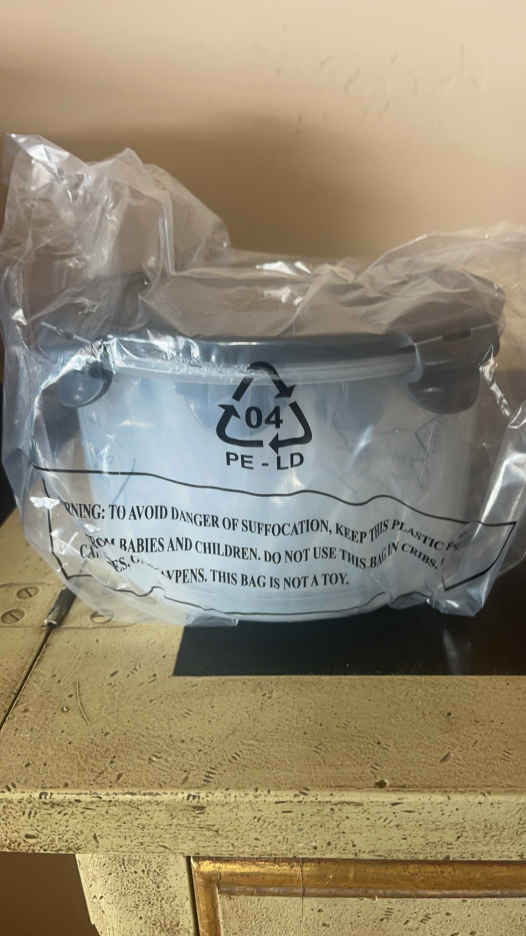 04
PE - LD
TO AVOID DANGER OF SUFFOCATION, KEEP THIS PLASTIC
BABIES AND CHILDREN. DO NOT USE THIS BAG IN CRIBS,
THIS BAG IS NOT A TOY.